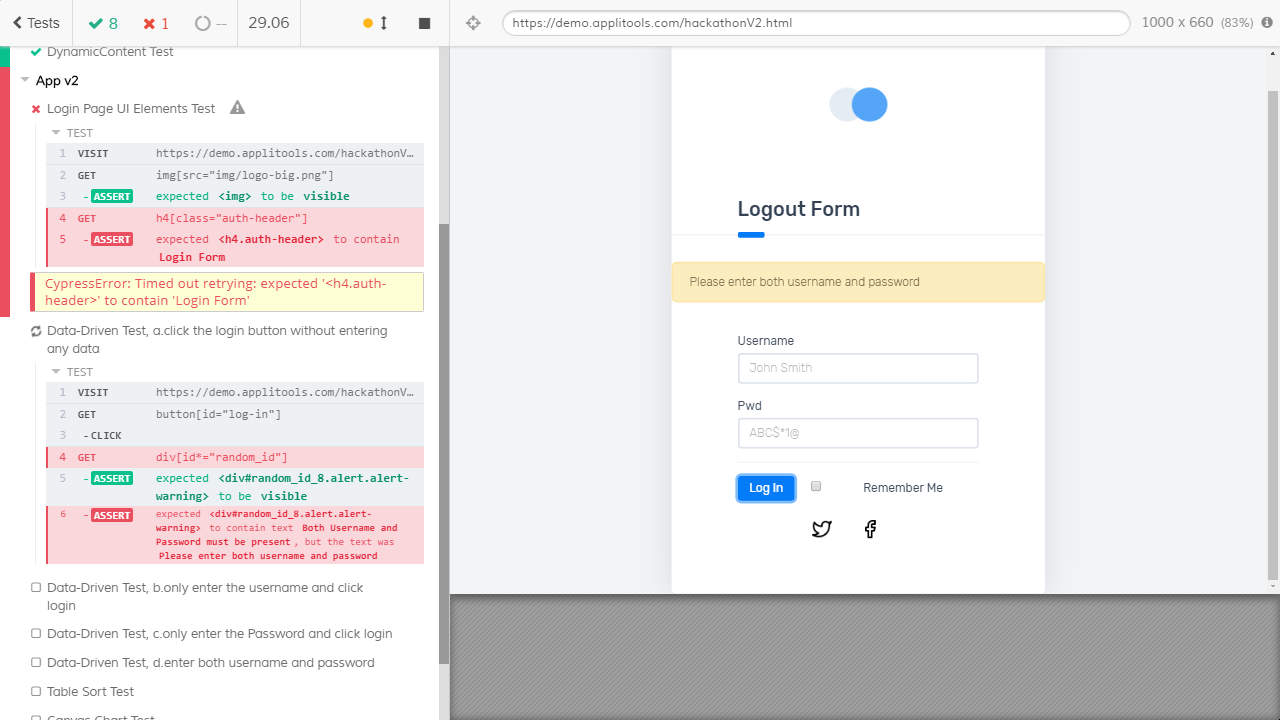 Tests
8
1
--
29.06
https://demo.applitools.com/hackathonV2.html
1000 x 660 (83%)
DynamicContent Test
App v2
Login Page UI Elements Test
TEST
1 VISIT https://demo.applitools.com/hackathonV…
2 GET img[src="img/logo-big.png"]
3 -ASSERT expected <img> to be visible
4 GET h4[class="auth-header"]
5 -ASSERT expected <h4.auth-header> to contain
Login Form
CypressError: Timed out retrying: expected '<h4.auth-
header>' to contain 'Login Form'
Data-Driven Test, a.click the login button without entering
any data
TEST
1 VISIT https://demo.applitools.com/hackathonV…
2 GET button[id="log-in"]
3 -CLICK
4 GET div[id*="random_id"]
5 -ASSERT expected <div#random_id_8.alert.alert-
warning> to be visible
6 -ASSERT expected <div#random_id_8.alert.alert-
warning> to contain text Both Username and
Password must be present, but the text was
Please enter both username and password
Data-Driven Test, b.only enter the username and click
login
Data-Driven Test, c.only enter the Password and click login
Data-Driven Test, d.enter both username and password
Table Sort Test
Canvas Chart Test
Logout Form
Please enter both username and password
Username
John Smith
Pwd
ABC$*1@
Log In
Remember Me